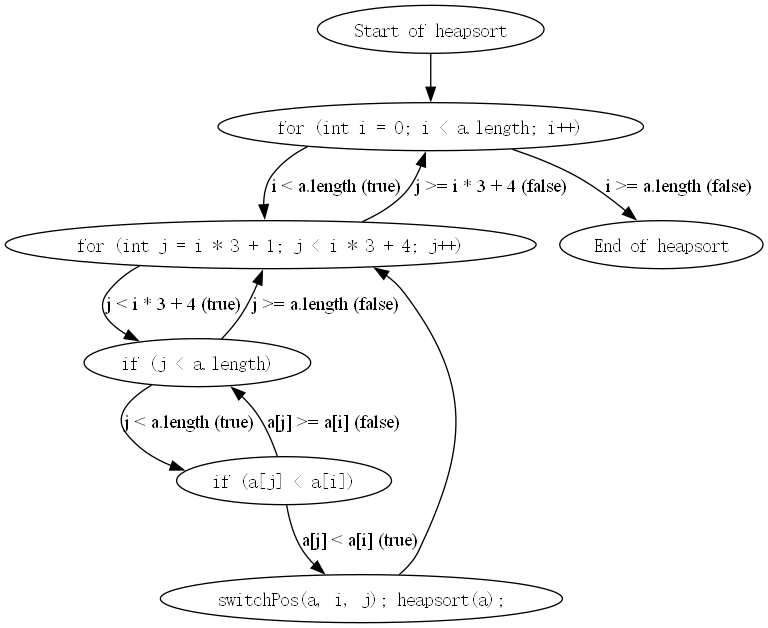 Start of heapsort
for (int i = 0; i < a.length; i++)
i < a.length (true)
j >= i * 3 + 4 (false)
i >= a.length (false)
for (int j = i * 3 + 1; j < i * 3 + 4; j++)
End of heapsort
j < i * 3 + 4 (true)
j >= a.length (false)
if (j < a.length)
j < a.length (true)
a[j] >= a[i] (false)
if (a[j] < a[i])
a[j] < a[i] (true)
switchPos(a, i, j); heapsort(a);